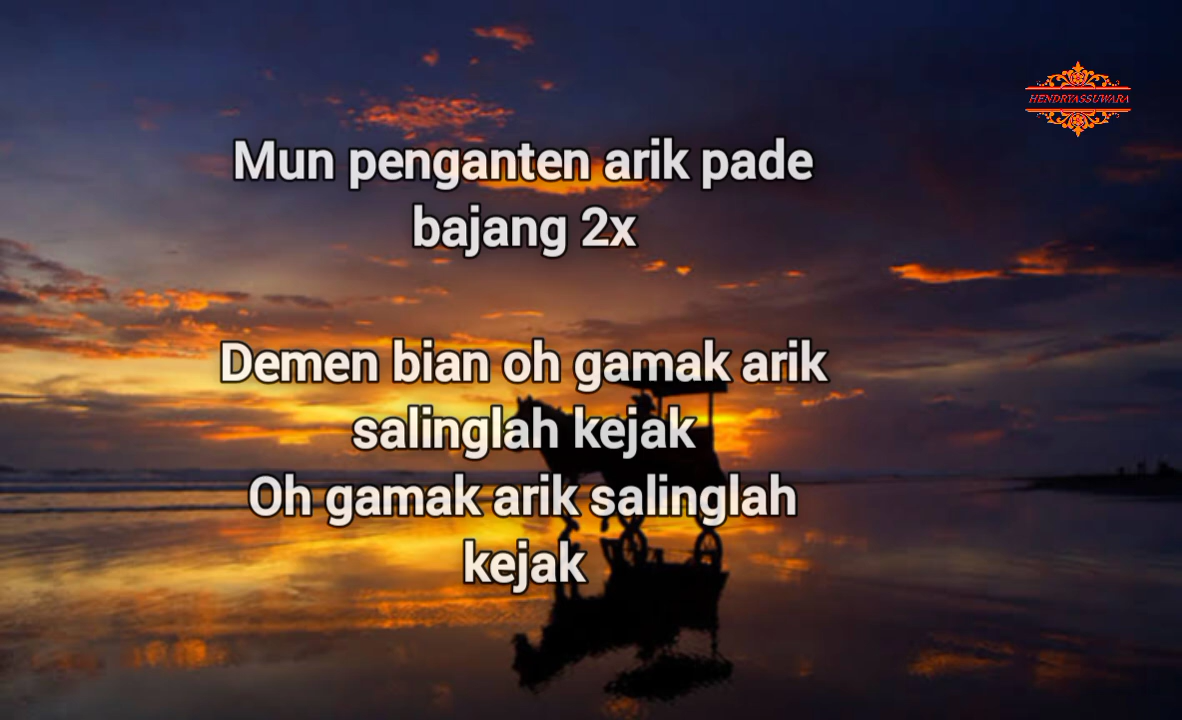 HENDRYASSUWARA
Mun penganten arik pade
bajang 2x
Demen bian oh gamak arik
salinglah kejak
Oh gamak arik salinglah
kejak